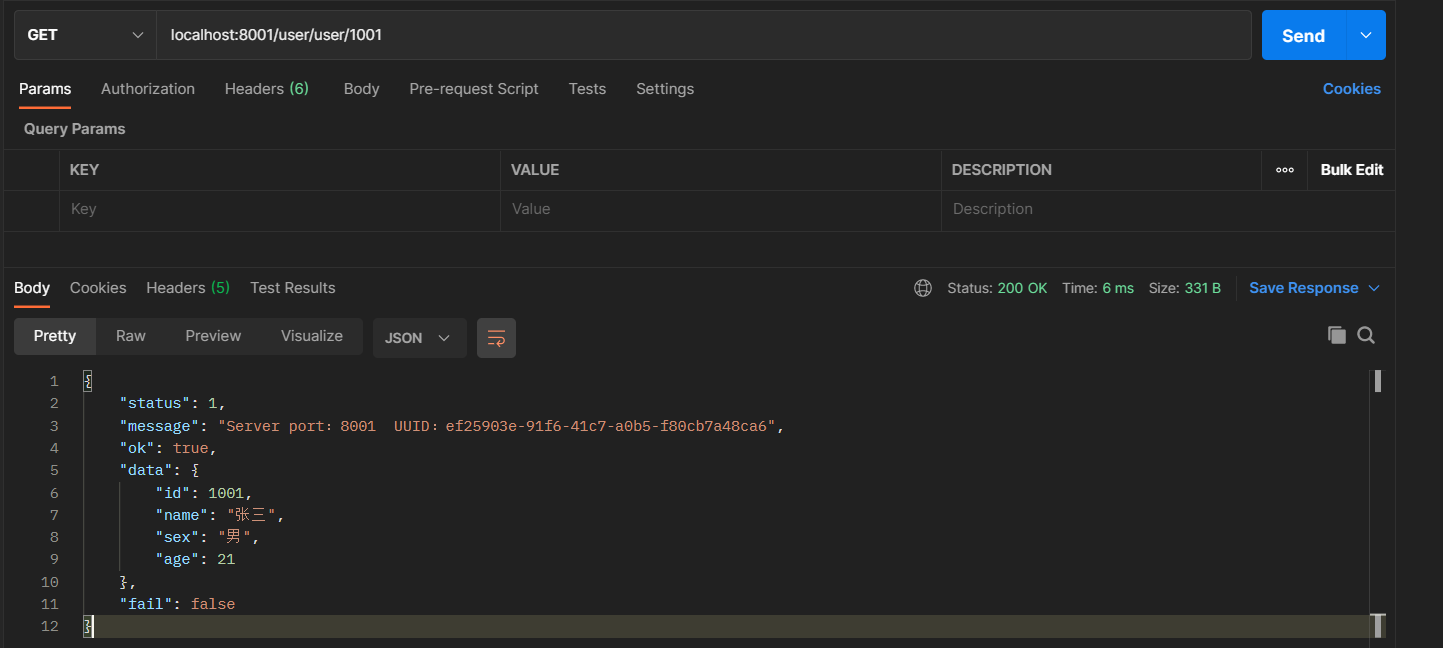 GET localhost:8001/user/user/1001 Send
Params Authorization Headers (6) Body Pre-request Script Tests Settings Cookies
Query Params
KEY VALUE DESCRIPTION ooo Bulk Edit
Key Value Description
Body Cookies Headers (5) Test Results Status: 200 OK Time: 6 ms Size: 331 B Save Response
Pretty Raw Preview Visualize JSON
1 {
2 "status": 1,
3 "message": "Server port: 8001  UUID: ef25903e-91f6-41c7-a0b5-f80cb7a48ca6",
4 "ok": true,
5 "data": {
6 "id": 1001,
7 "name": "张三",
8 "sex": "男",
9 "age": 21
10 },
11 "fail": false
12 }